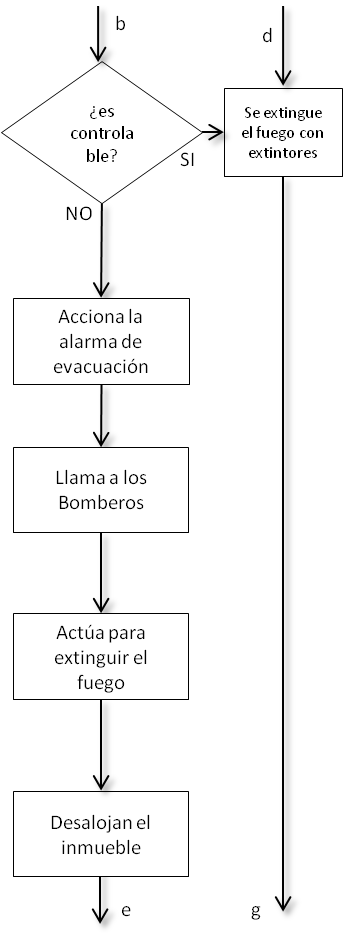 b
d
¿es
controla
ble?
Se extingue
el fuego con
extintores
SI
NO
Acciona la
alarma de
evacuación
Llama a los
Bomberos
Actúa para
extinguir el
fuego
Desalojan el
inmueble
e
g